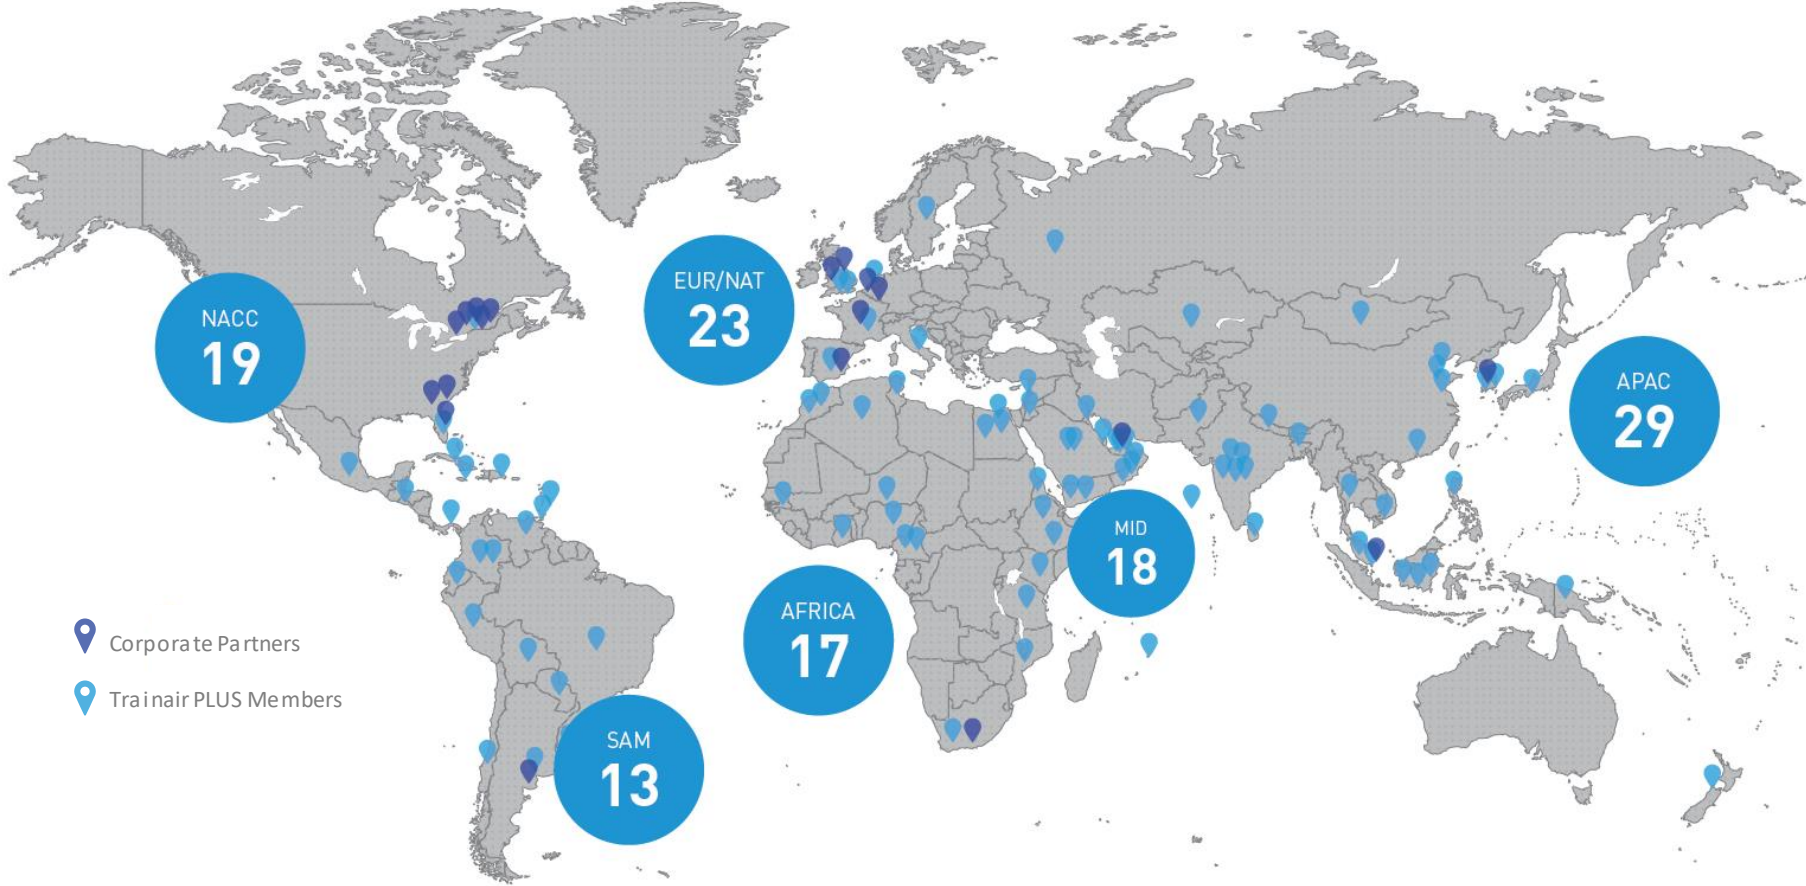 EUR/NAT
23
NACC
19
APAC
29
MID
18
AFRICA
17
Corporate Partners
Trainair PLUS Members
SAM
13